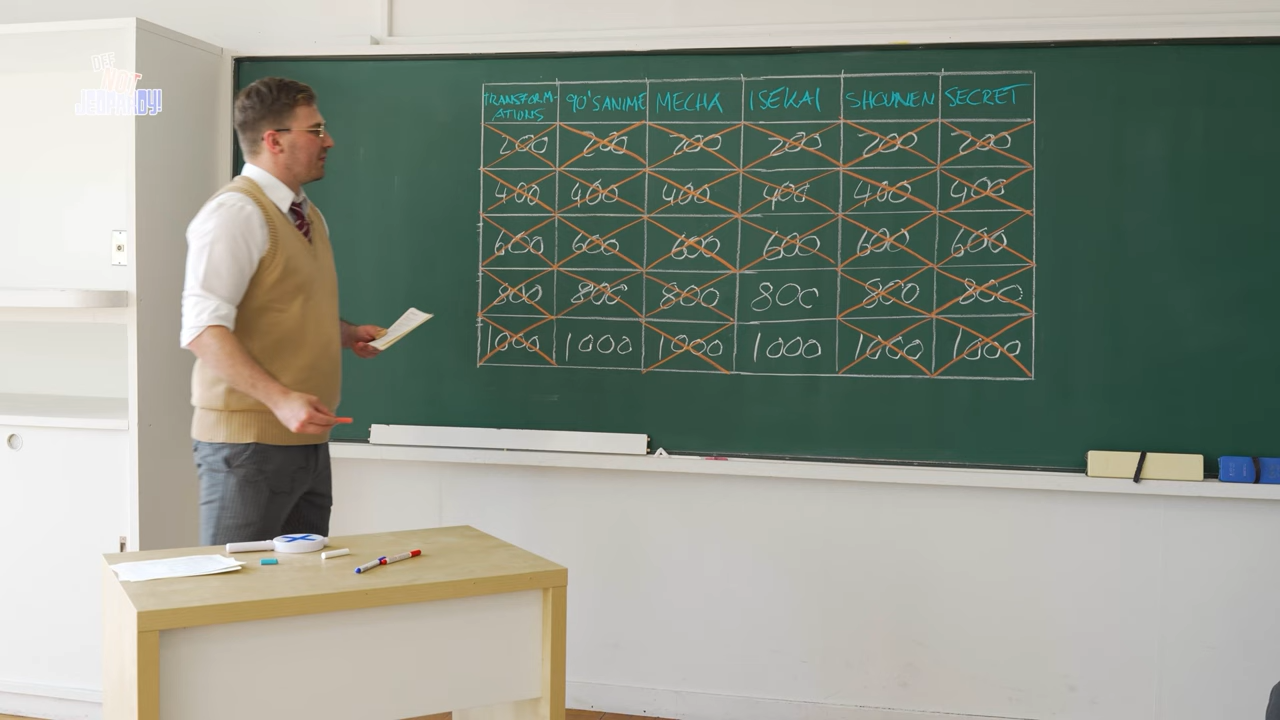 DEF
NOT
JEOPARDY!
TRANSFORM-
ATIONS
90'S ANIME
MECHA
ISEKAI
SHOUNEN
SECRET
200 200 200 200 200 200
400 400 400 400 400 400
600 600 600 600 600 600
800 800 800 800 800 800
1000 1000 1000 1000 1000 1000